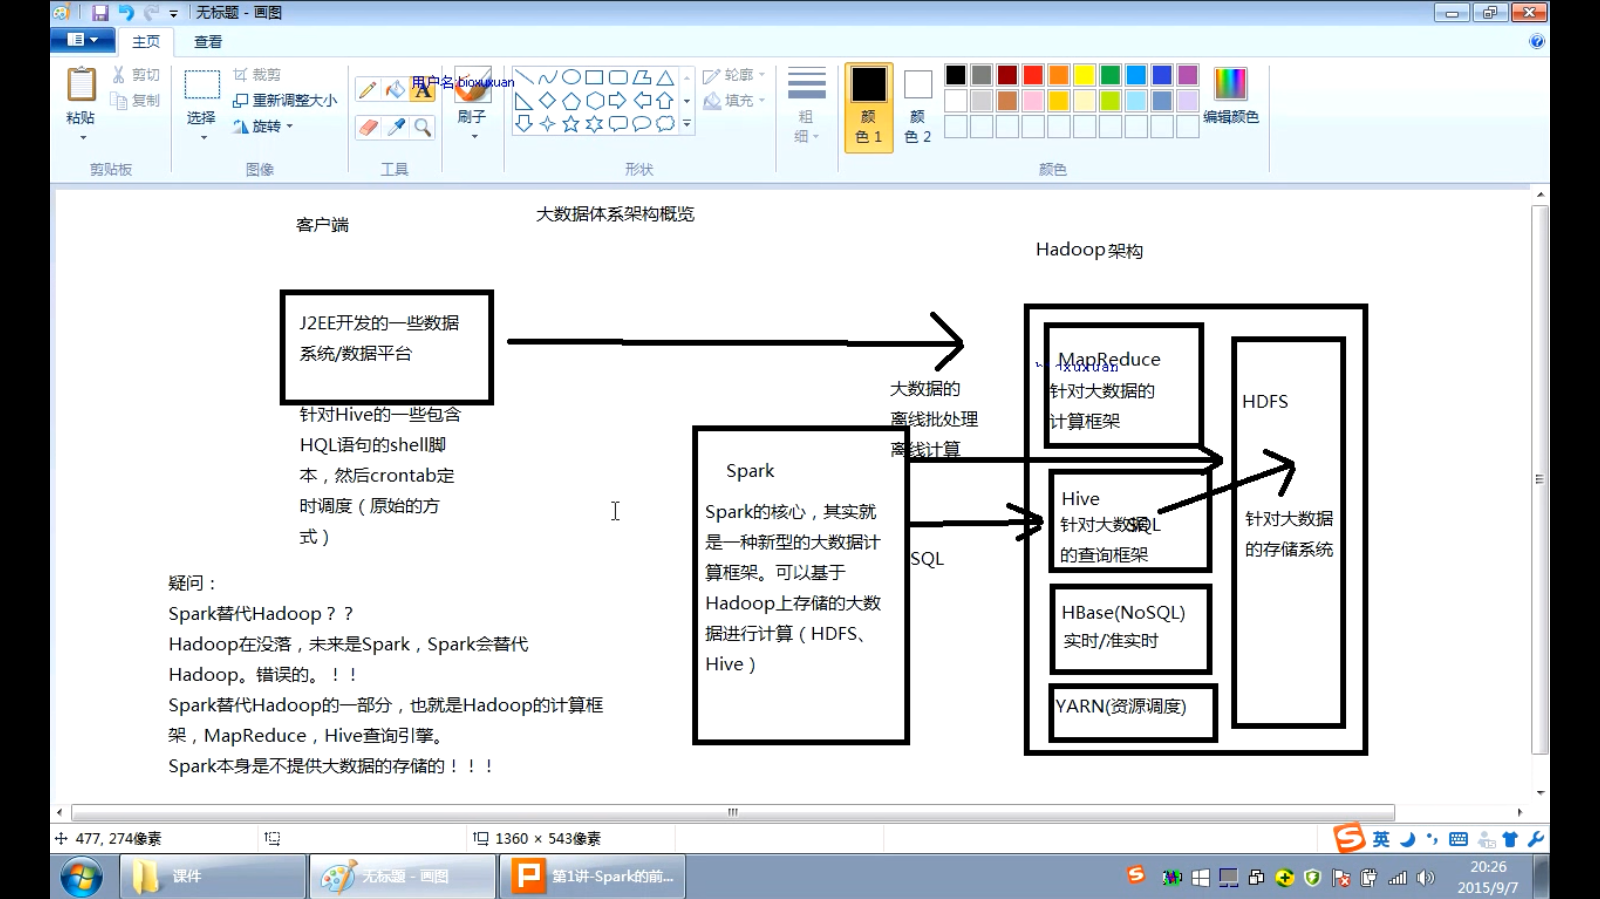 无标题 - 画图
主页
查看
粘贴
剪切
复制
剪贴板
选择
裁剪
重新调整大小
旋转
图像
用户名:bioxuxuan
A
工具
刷子
形状
轮廓
填充
粗
细
颜
色 1
颜
色 2
编辑颜色
颜色
大数据体系架构概览
客户端
Hadoop架构
J2EE开发的一些数据
系统/数据平台
针对Hive的一些包含
HQL语句的shell脚
本，然后crontab定
时调度（原始的方
式）
疑问：
Spark替代Hadoop？？
Hadoop在没落，未来是Spark，Spark会替代
Hadoop。错误的。！！
Spark替代Hadoop的一部分，也就是Hadoop的计算框
架，MapReduce，Hive查询引擎。
Spark本身是不提供大数据的存储的！！！
大数据的
离线批处理
离线计算
Spark
Spark的核心，其实就
是一种新型的大数据计
算框架。可以基于
Hadoop上存储的大数
据进行计算（HDFS、
Hive）
SQL
MapReduce
针对大数据的
计算框架
Hive
针对大数据
SQL
的查询框架
HBase(NoSQL)
实时/准实时
YARN(资源调度)
HDFS
针对大数据
的存储系统
477, 274像素
1360 × 543像素
英
课件
无标题 - 画图
第1讲-Spark的前...
20:26
2015/9/7